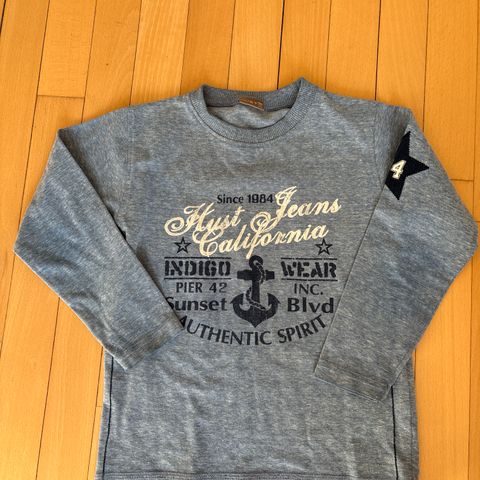 Since 1984
Hust Jeans
California
INDIGO WEAR
PIER 42 INC.
Sunset Blvd
AUTHENTIC SPIRIT
4